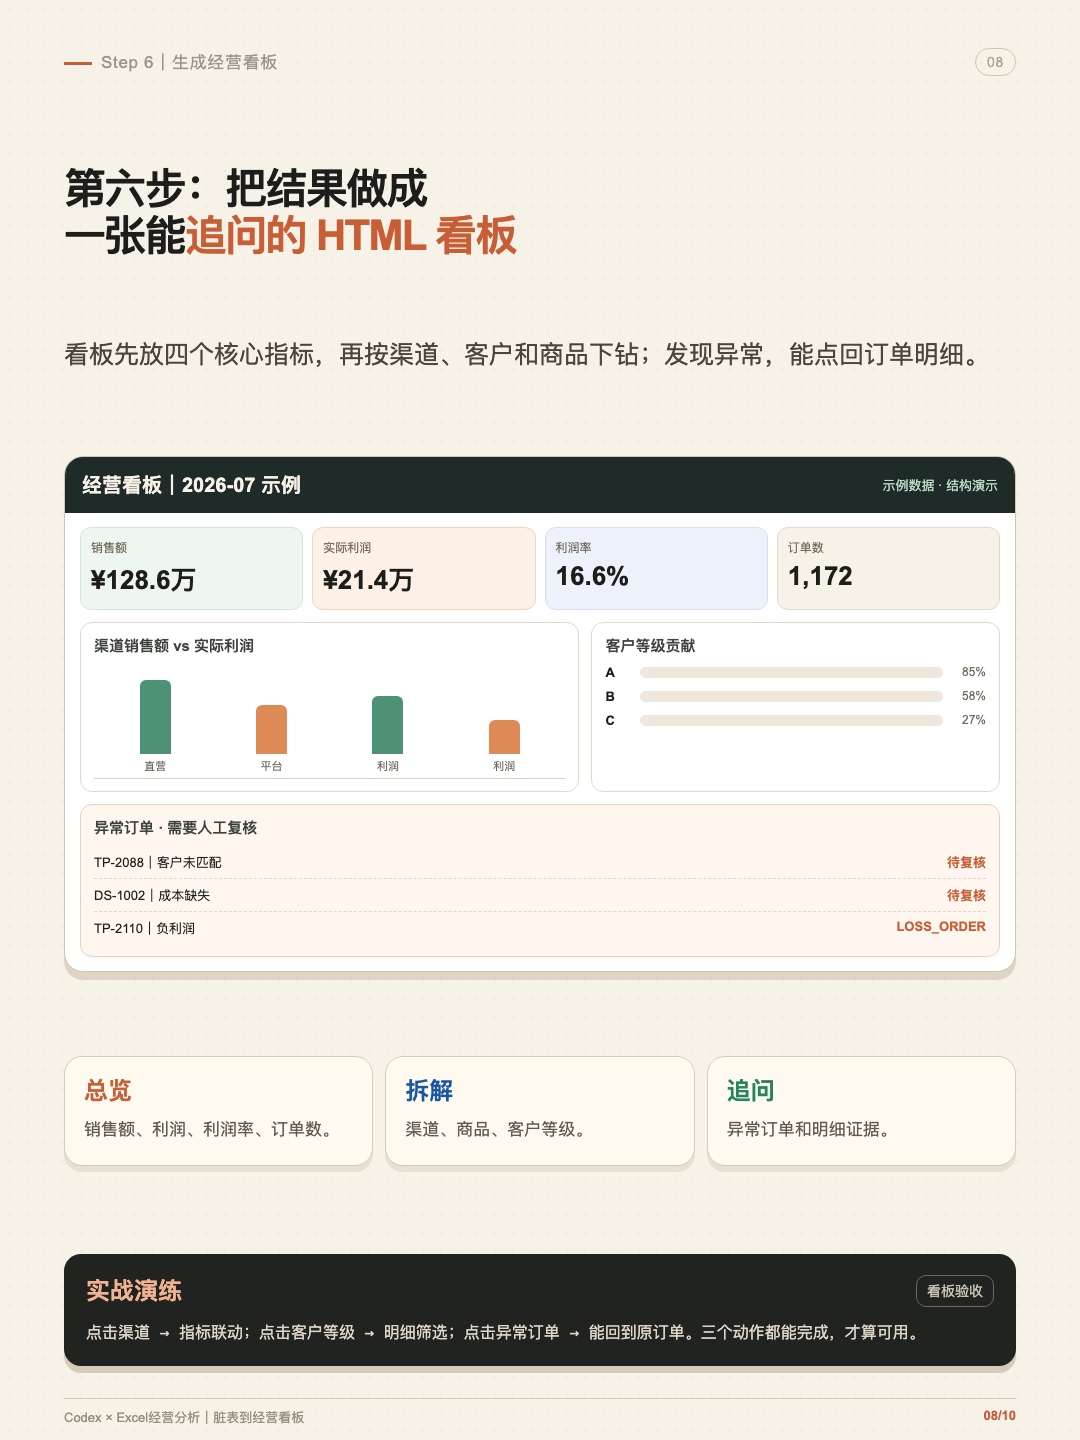 Step 6｜生成经营看板
08
第六步：把结果做成
一张能追问的 HTML 看板
看板先放四个核心指标，再按渠道、客户和商品下钻；发现异常，能点回订单明细。
经营看板｜2026-07 示例
示例数据 · 结构演示
销售额
¥128.6万
实际利润
¥21.4万
利润率
16.6%
订单数
1,172
渠道销售额 vs 实际利润
直营
平台
利润
利润
客户等级贡献
A 85%
B 58%
C 27%
异常订单 · 需要人工复核
TP-2088｜客户未匹配 待复核
DS-1002｜成本缺失 待复核
TP-2110｜负利润 LOSS_ORDER
总览
销售额、利润、利润率、订单数。
拆解
渠道、商品、客户等级。
追问
异常订单和明细证据。
实战演练
看板验收
点击渠道 → 指标联动；点击客户等级 → 明细筛选；点击异常订单 → 能回到原订单。三个动作都能完成，才算可用。
Codex × Excel经营分析｜脏表到经营看板
08/10